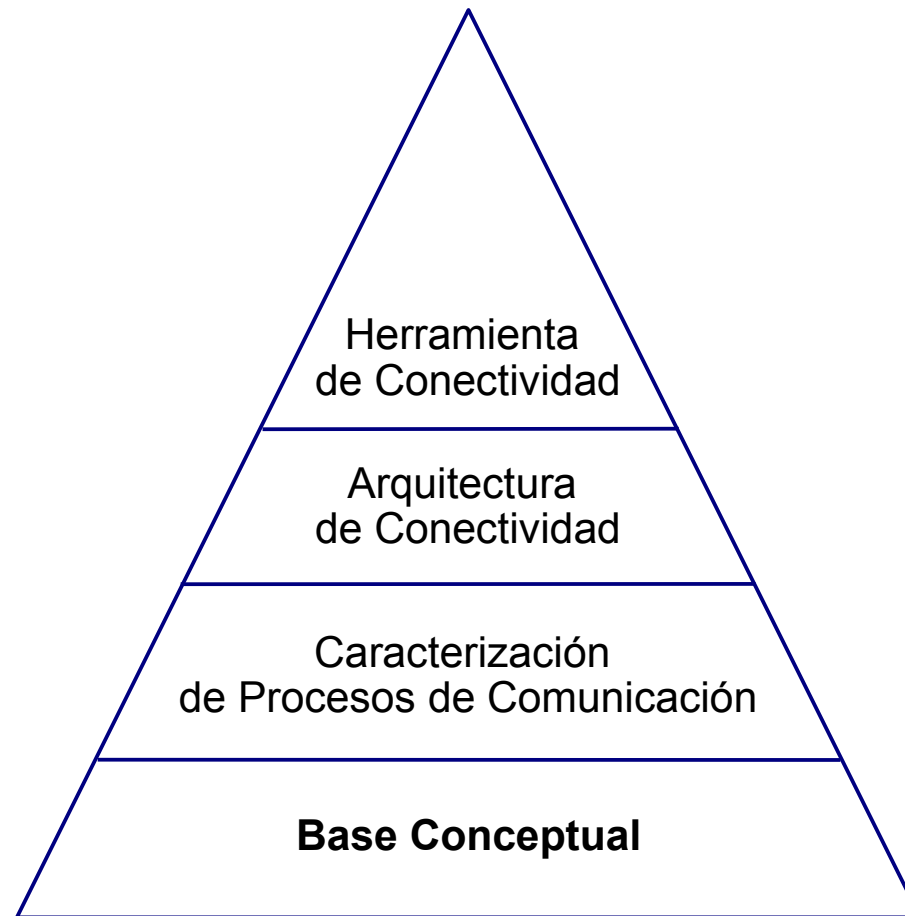 Herramienta
de Conectividad
Arquitectura
de Conectividad
Caracterización
de Procesos de Comunicación
Base Conceptual